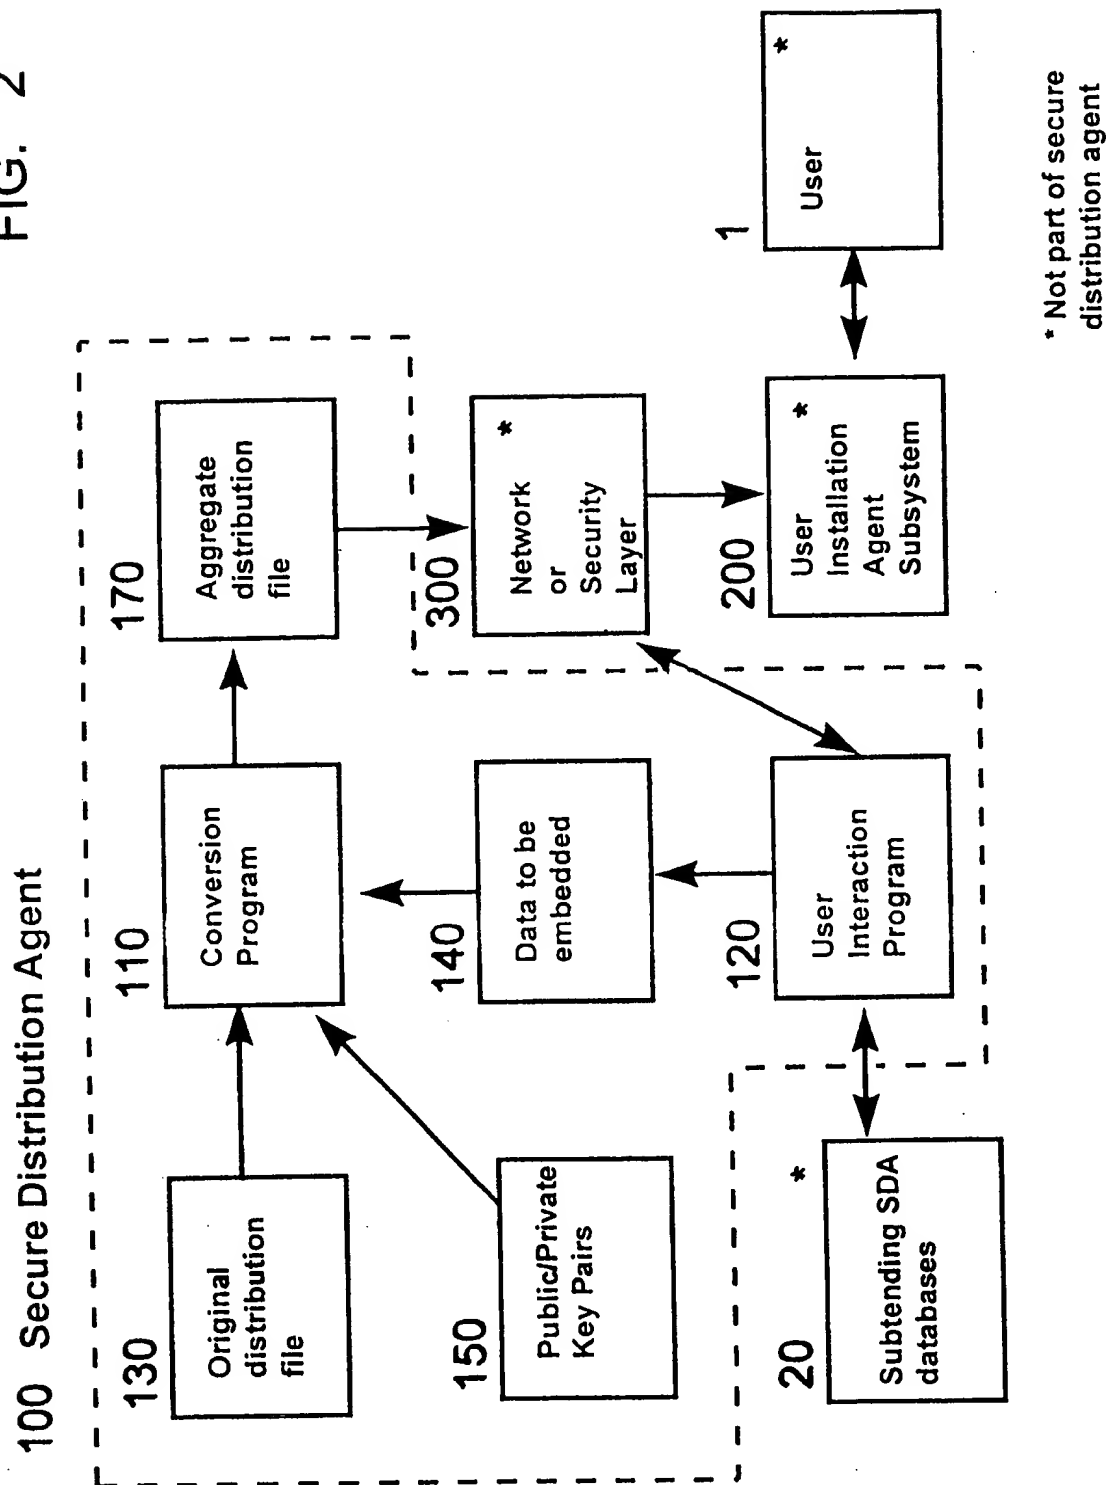 FIG. 2
100 Secure Distribution Agent
130
Original
distribution
file
110
Conversion
Program
170
Aggregate
distribution
file
150
Public/Private
Key Pairs
140
Data to be
embedded
300
Network *
or
Security
Layer
20
*
Subtending SDA
databases
120
User
Interaction
Program
200
User *
Installation
Agent
Subsystem
1
*
User
* Not part of secure
distribution agent